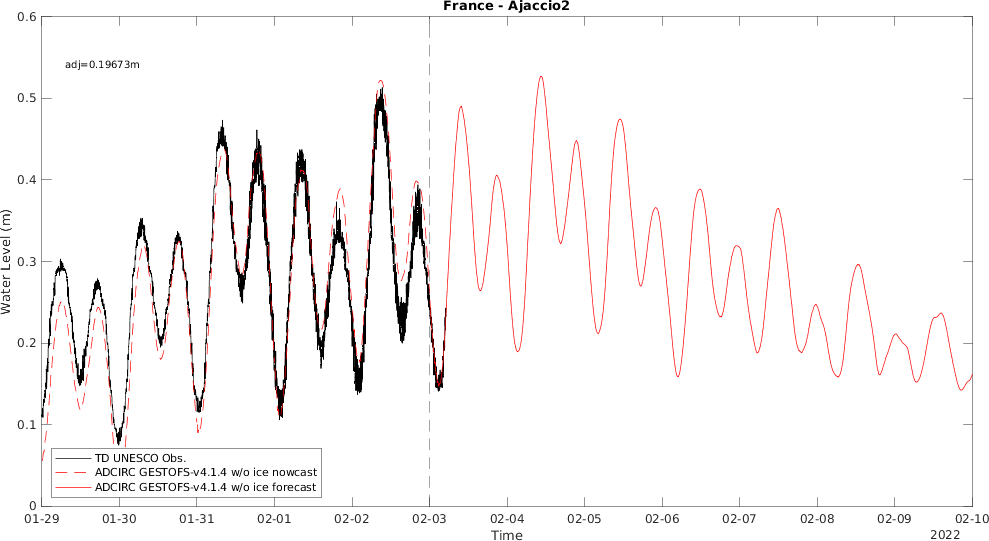 France - Ajaccio2
0.6
adj=0.19673m
0.5
0.4
0.3
0.2
0.1
0
Water Level (m)
TD UNESCO Obs.
ADCIRC GESTOFS-v4.1.4 w/o ice nowcast
ADCIRC GESTOFS-v4.1.4 w/o ice forecast
01-29 01-30 01-31 02-01 02-02 02-03 02-04 02-05 02-06 02-07 02-08 02-09 02-10
Time
2022